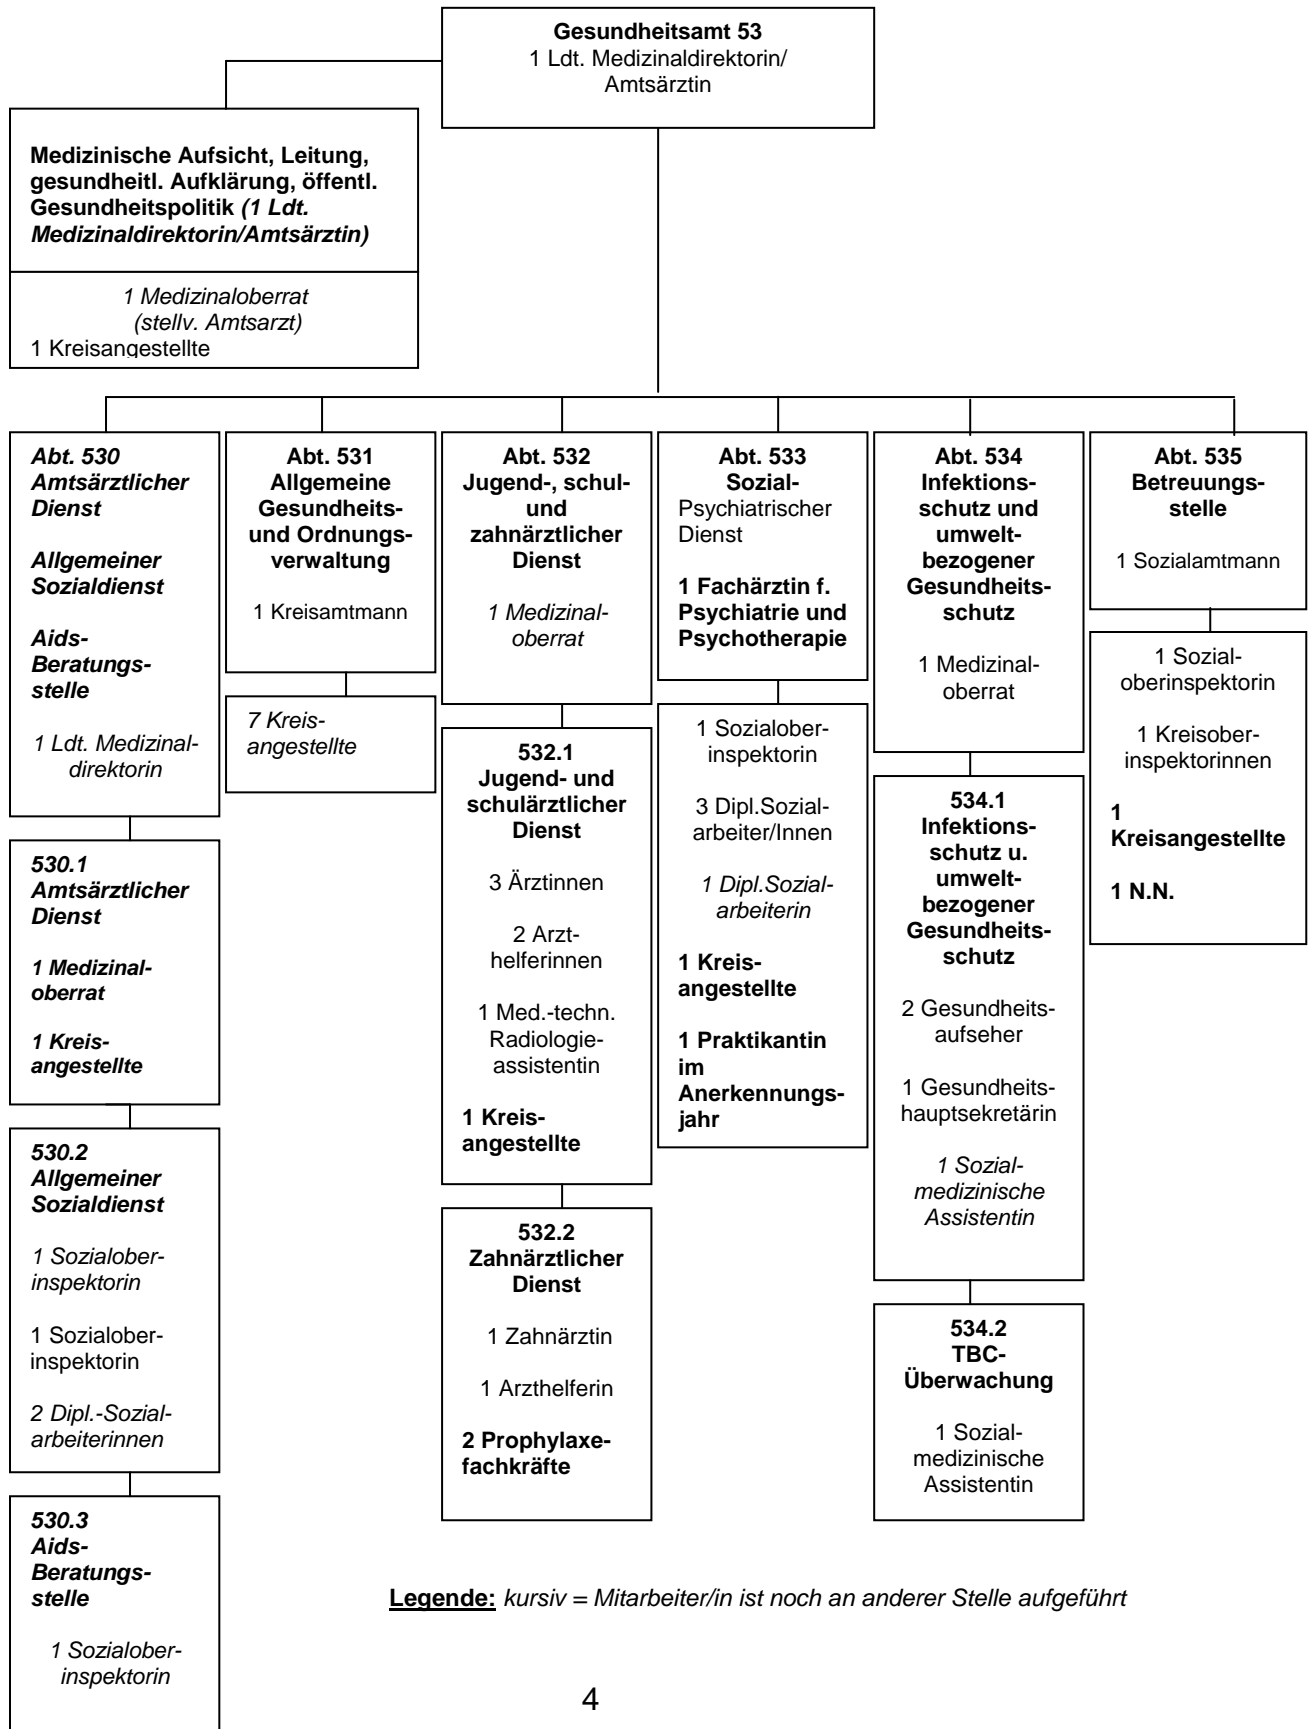 Gesundheitsamt 53
1 Ldt. Medizinaldirektorin/
Amtsärztin
Medizinische Aufsicht, Leitung,
gesundheitl. Aufklärung, öffentl.
Gesundheitspolitik (1 Ldt.
Medizinaldirektorin/Amtsärztin)
1 Medizinaloberrat
(stellv. Amtsarzt)
1 Kreisangestellte
Abt. 530
Amtsärztlicher
Dienst
Allgemeiner
Sozialdienst
Aids-
Beratungs-
stelle
1 Ldt. Medizinal-
direktorin
530.1
Amtsärztlicher
Dienst
1 Medizinal-
oberrat
1 Kreis-
angestellte
530.2
Allgemeiner
Sozialdienst
1 Sozialober-
inspektorin
1 Sozialober-
inspektorin
2 Dipl.-Sozial-
arbeiterinnen
530.3
Aids-
Beratungs-
stelle
1 Sozialober-
inspektorin
Abt. 531
Allgemeine
Gesundheits-
und Ordnungs-
verwaltung
1 Kreisamtmann
7 Kreis-
angestellte
Abt. 532
Jugend-, schul-
und
zahnärztlicher
Dienst
1 Medizinal-
oberrat
532.1
Jugend- und
schulärztlicher
Dienst
3 Ärztinnen
2 Arzt-
helferinnen
1 Med.-techn.
Radiologie-
assistentin
1 Kreis-
angestellte
532.2
Zahnärztlicher
Dienst
1 Zahnärztin
1 Arzthelferin
2 Prophylaxe-
fachkräfte
Abt. 533
Sozial-
Psychiatrischer
Dienst
1 Fachärztin f.
Psychiatrie und
Psychotherapie
1 Sozialober-
inspektorin
3 Dipl.Sozial-
arbeiter/Innen
1 Dipl.Sozial-
arbeiterin
1 Kreis-
angestellte
1 Praktikantin
im
Anerkennungs-
jahr
Abt. 534
Infektions-
schutz und
umwelt-
bezogener
Gesundheits-
schutz
1 Medizinal-
oberrat
534.1
Infektions-
schutz u.
umwelt-
bezogener
Gesundheits-
schutz
2 Gesundheits-
aufseher
1 Gesundheits-
hauptsekretärin
1 Sozial-
medizinische
Assistentin
534.2
TBC-
Überwachung
1 Sozial-
medizinische
Assistentin
Abt. 535
Betreuungs-
stelle
1 Sozialamtmann
1 Sozial-
oberinspektorin
1 Kreisober-
inspektorinnen
1
Kreisangestellte
1 N.N.
Legende: kursiv = Mitarbeiter/in ist noch an anderer Stelle aufgeführt
4